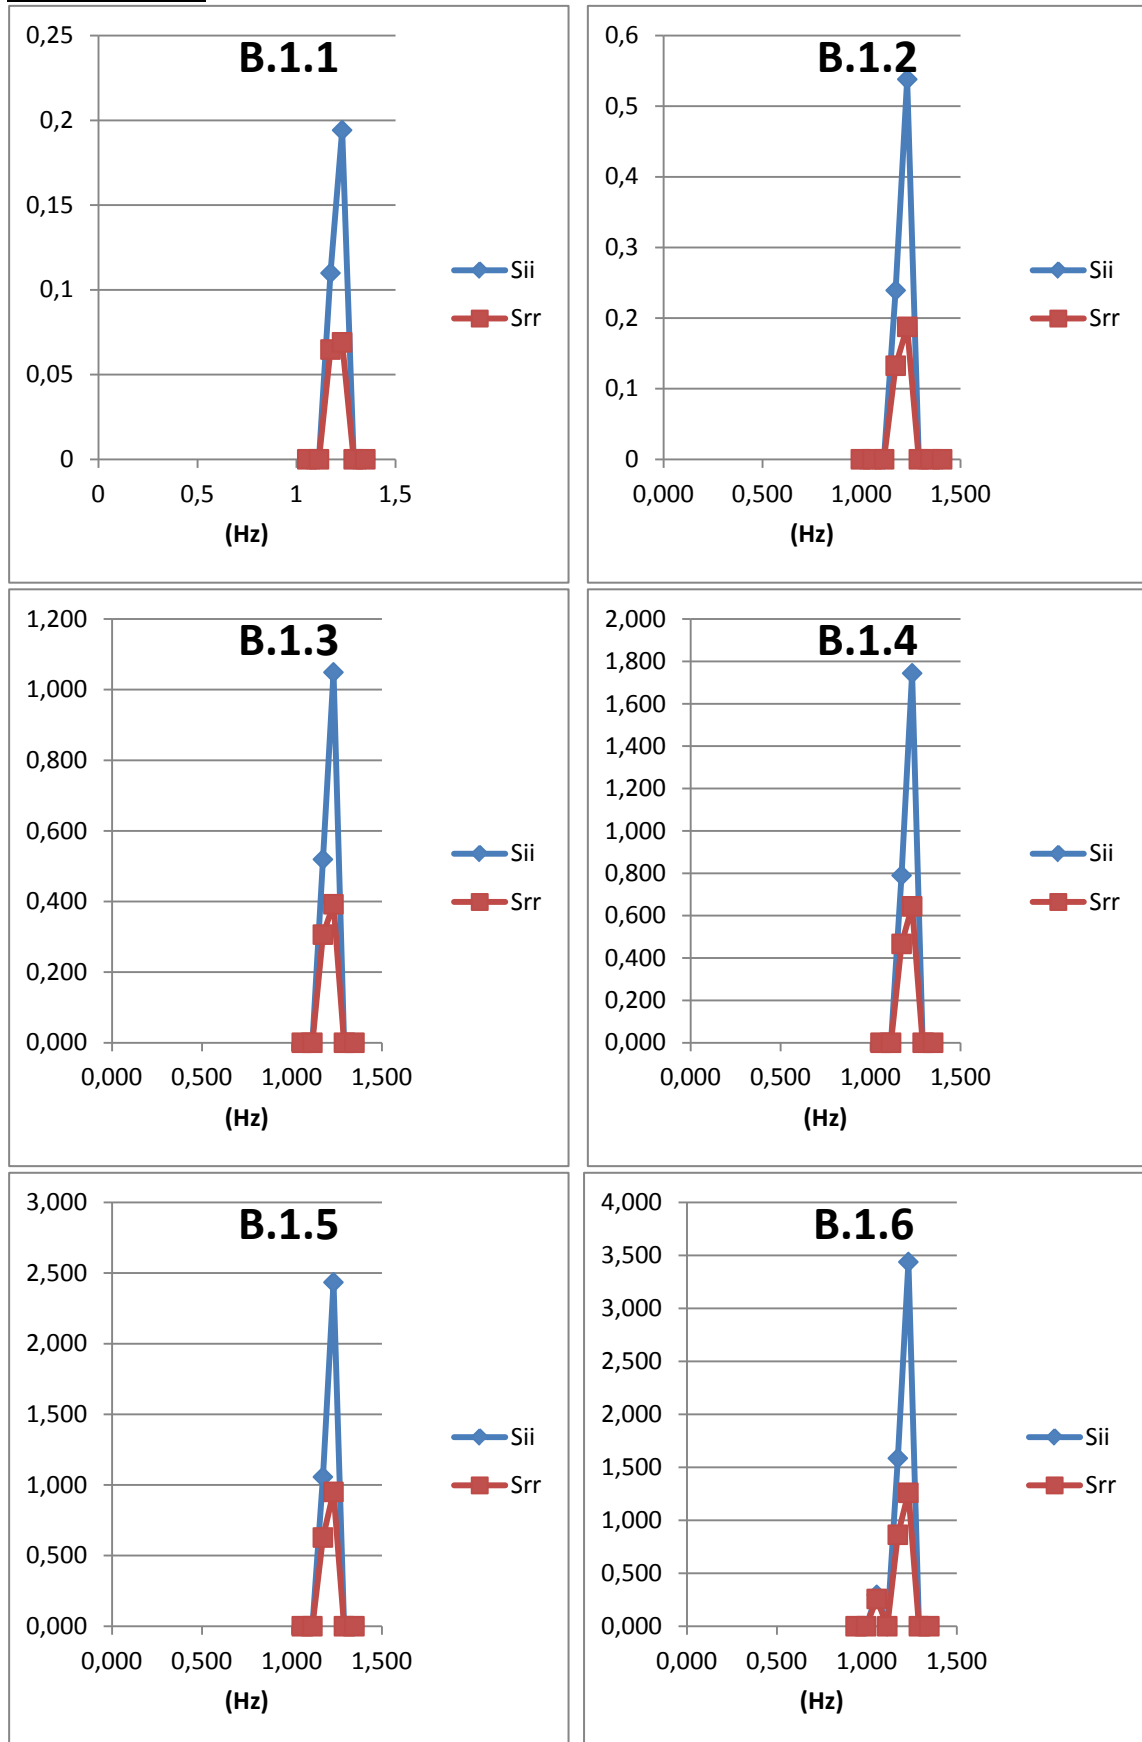 B.1.1
0,25
0,2
0,15
0,1
0,05
0
0 0,5 1 1,5
(Hz)
Sii
Srr
B.1.2
0,6
0,5
0,4
0,3
0,2
0,1
0
0,000 0,500 1,000 1,500
(Hz)
Sii
Srr
B.1.3
1,200
1,000
0,800
0,600
0,400
0,200
0,000
0,000 0,500 1,000 1,500
(Hz)
Sii
Srr
B.1.4
2,000
1,800
1,600
1,400
1,200
1,000
0,800
0,600
0,400
0,200
0,000
0,000 0,500 1,000 1,500
(Hz)
Sii
Srr
B.1.5
3,000
2,500
2,000
1,500
1,000
0,500
0,000
0,000 0,500 1,000 1,500
(Hz)
Sii
Srr
B.1.6
4,000
3,500
3,000
2,500
2,000
1,500
1,000
0,500
0,000
0,000 0,500 1,000 1,500
(Hz)
Sii
Srr